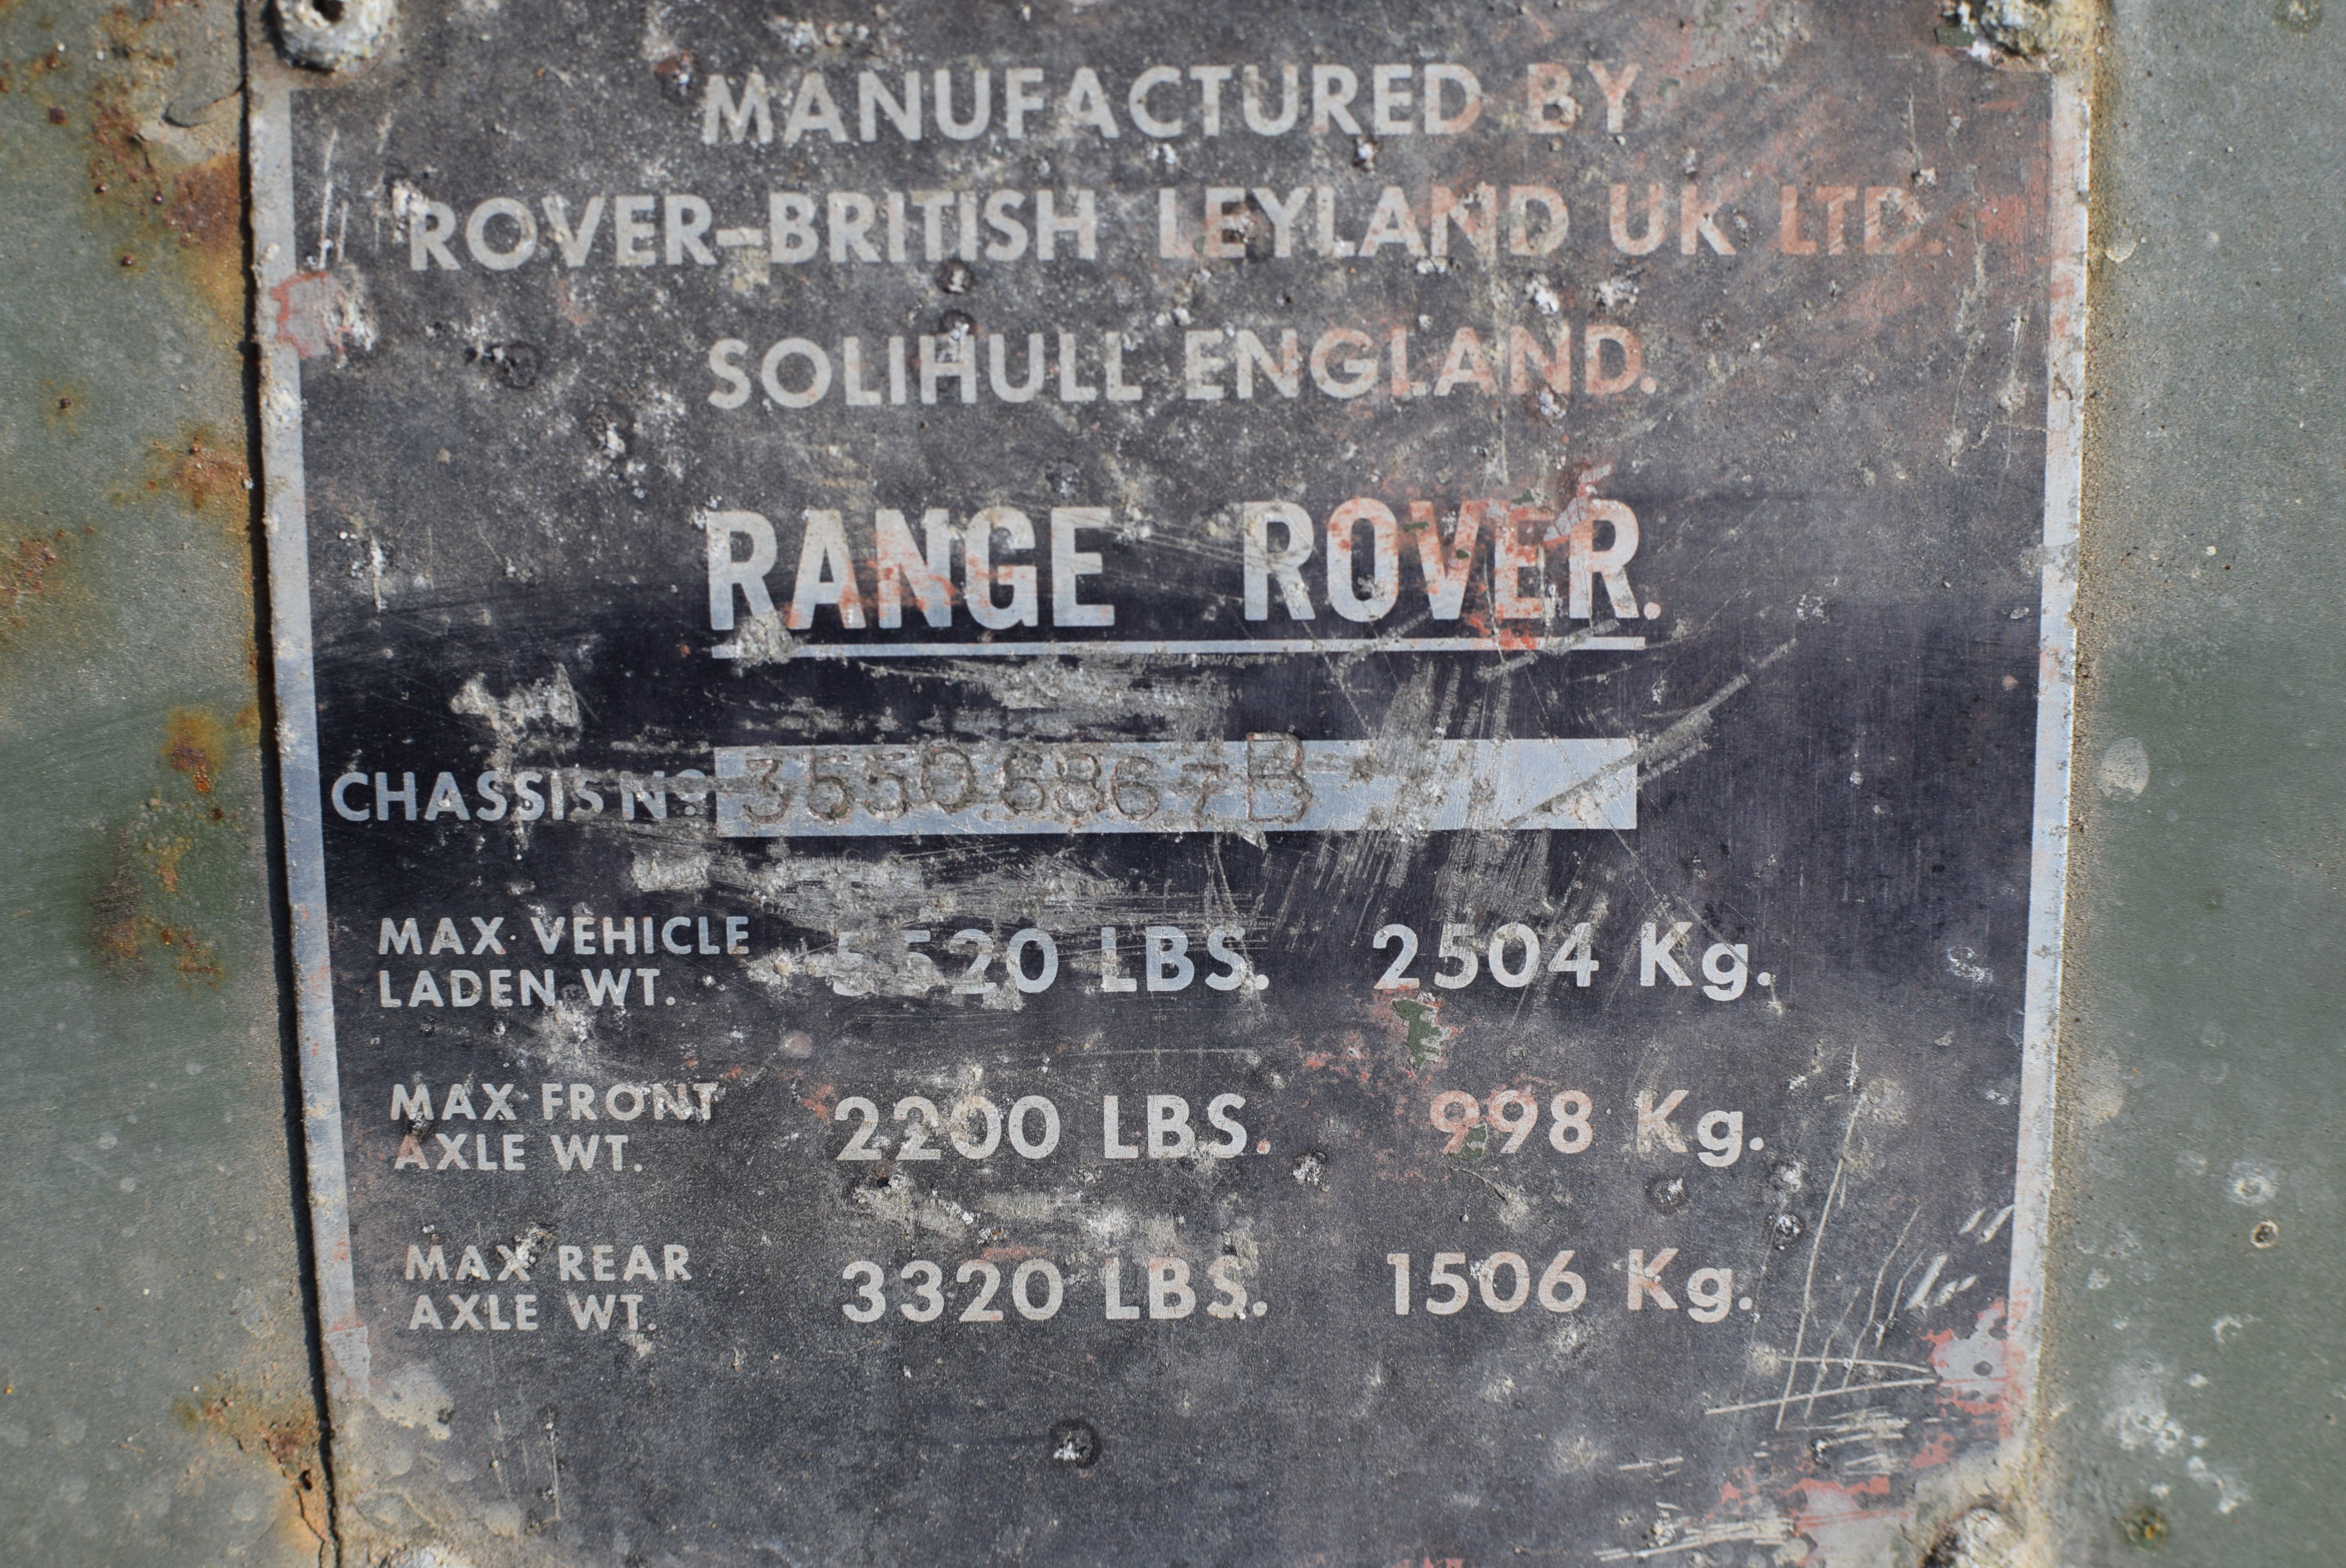 MANUFACTURED BY
ROVER-BRITISH LEYLAND UK LTD.
SOLIHULL ENGLAND.
RANGE ROVER.
CHASSIS Nº 35506867B
MAX. VEHICLE LADEN WT. 5520 LBS. 2504 Kg.
MAX FRONT AXLE WT. 2200 LBS. 998 Kg.
MAX REAR AXLE WT. 3320 LBS. 1506 Kg.